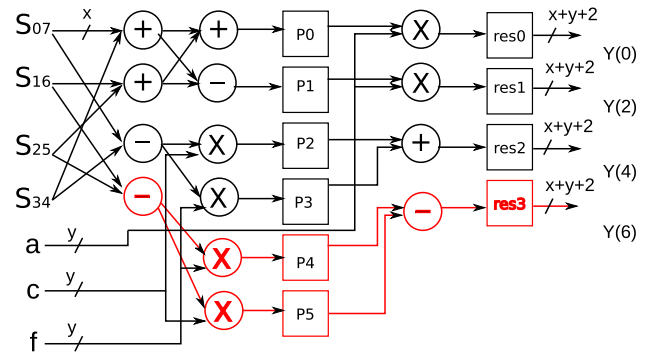 x
x+y+2
S07
+
+
P0
X
res0
Y(0)
x+y+2
S16
+
−
P1
X
res1
Y(2)
x+y+2
S25
−
X
P2
+
res2
Y(4)
x+y+2
S34
−
X
P3
−
res3
Y(6)
a
y
X
P4
c
y
X
P5
f
y